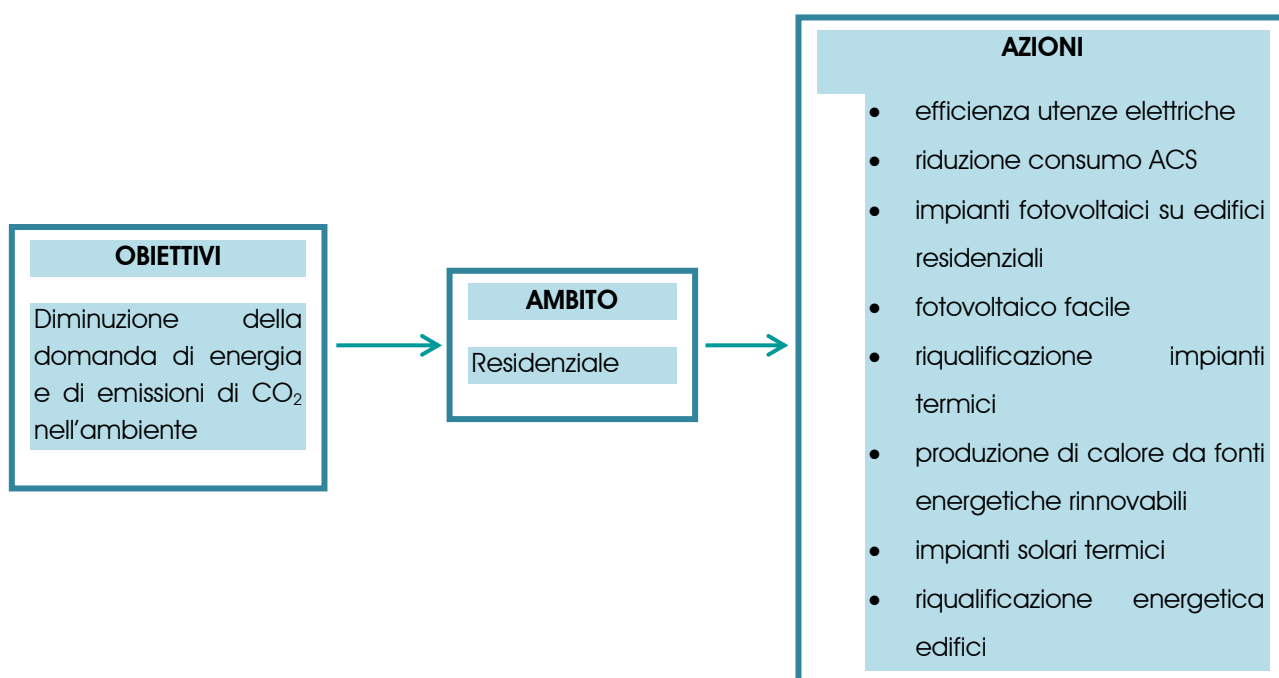 OBIETTIVI
Diminuzione della
domanda di energia
e di emissioni di CO₂
nell'ambiente
AMBITO
Residenziale
AZIONI
• efficienza utenze elettriche
• riduzione consumo ACS
• impianti fotovoltaici su edifici
residenziali
• fotovoltaico facile
• riqualificazione impianti
termici
• produzione di calore da fonti
energetiche rinnovabili
• impianti solari termici
• riqualificazione energetica
edifici